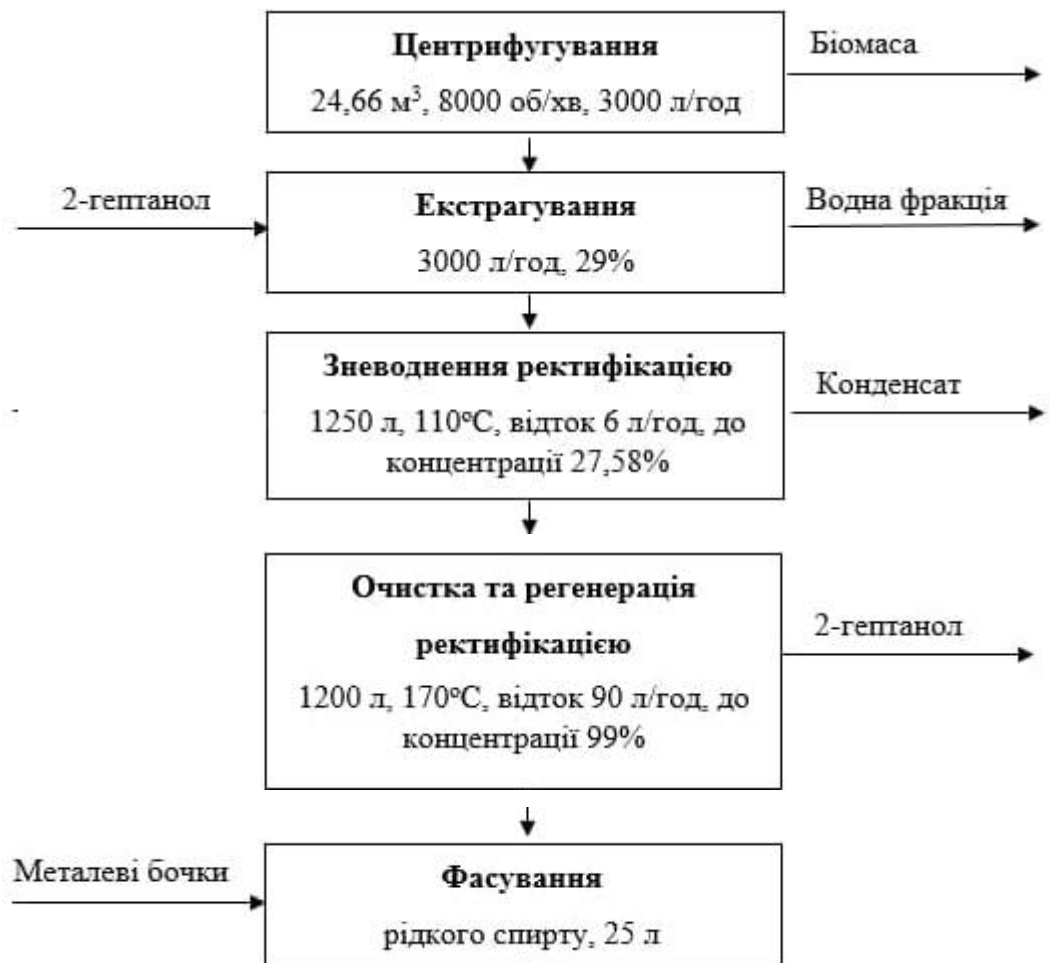 Центрифугування
24,66 м³, 8000 об/хв, 3000 л/год
Біомаса
2-гептанол
Екстрагування
3000 л/год, 29%
Водна фракція
Зневоднення ректифікацією
1250 л, 110°С, відток 6 л/год, до
концентрації 27,58%
Конденсат
Очистка та регенерація
ректифікацією
1200 л, 170°С, відток 90 л/год, до
концентрації 99%
2-гептанол
Металеві бочки
Фасування
рідкого спирту, 25 л